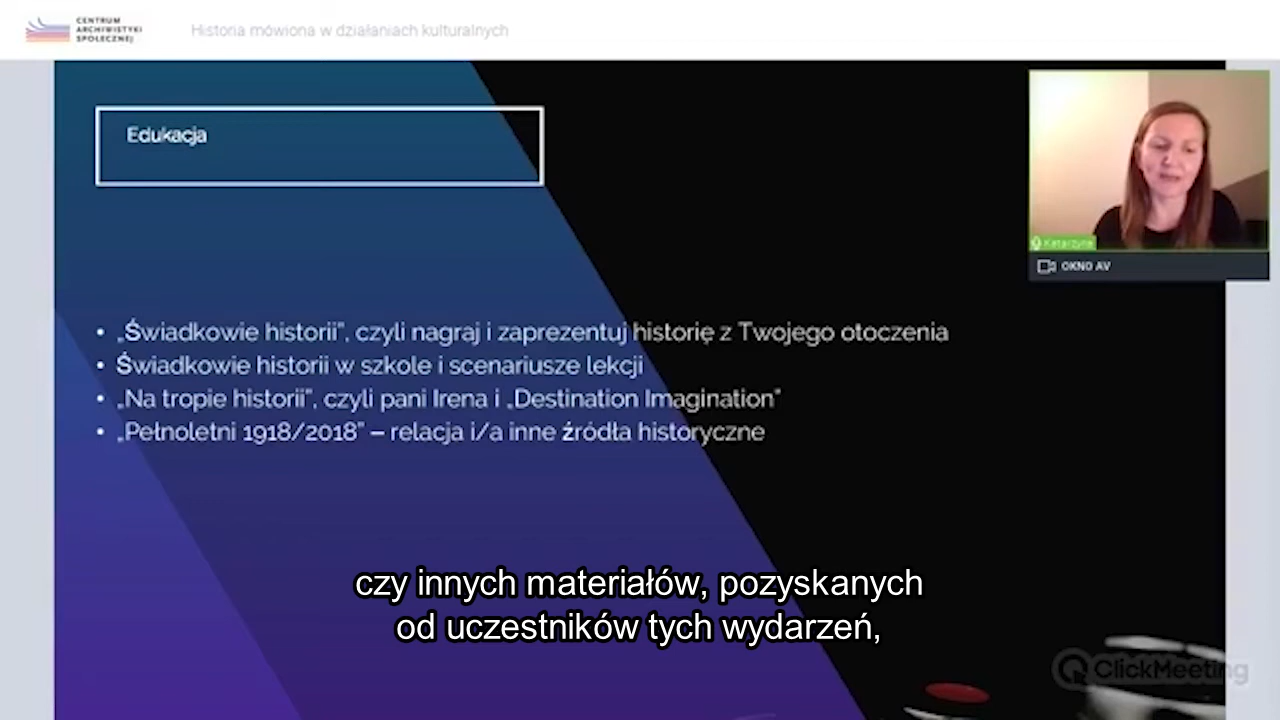 CENTRUM
ARCHIWISTYKI
SPOŁECZNEJ
Historia mówiona w działaniach kulturalnych
Edukacja
Katarzyna
OKNO AV
• „Świadkowie historii”, czyli nagraj i zaprezentuj historię z Twojego otoczenia
• Świadkowie historii w szkole i scenariusze lekcji
• „Na tropie historii”, czyli pani Irena i „Destination Imagination”
• „Pełnoletni 1918/2018” – relacja i/a inne źródła historyczne
czy innych materiałów, pozyskanych
od uczestników tych wydarzeń,
ClickMeeting